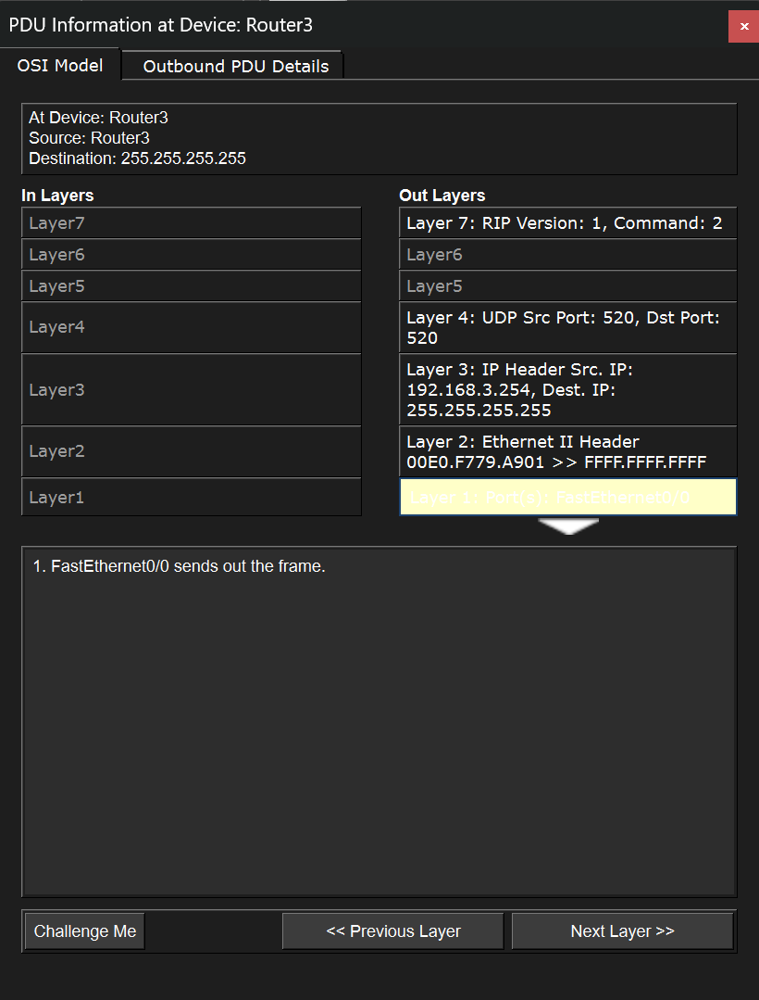 PDU Information at Device: Router3
×
OSI Model
Outbound PDU Details
At Device: Router3
Source: Router3
Destination: 255.255.255.255
In Layers
Out Layers
Layer7
Layer 7: RIP Version: 1, Command: 2
Layer6
Layer6
Layer5
Layer5
Layer4
Layer 4: UDP Src Port: 520, Dst Port:
520
Layer3
Layer 3: IP Header Src. IP:
192.168.3.254, Dest. IP:
255.255.255.255
Layer2
Layer 2: Ethernet II Header
00E0.F779.A901 >> FFFF.FFFF.FFFF
Layer1
Layer 1: Port(s): FastEthernet0/0
1. FastEthernet0/0 sends out the frame.
Challenge Me
<< Previous Layer
Next Layer >>